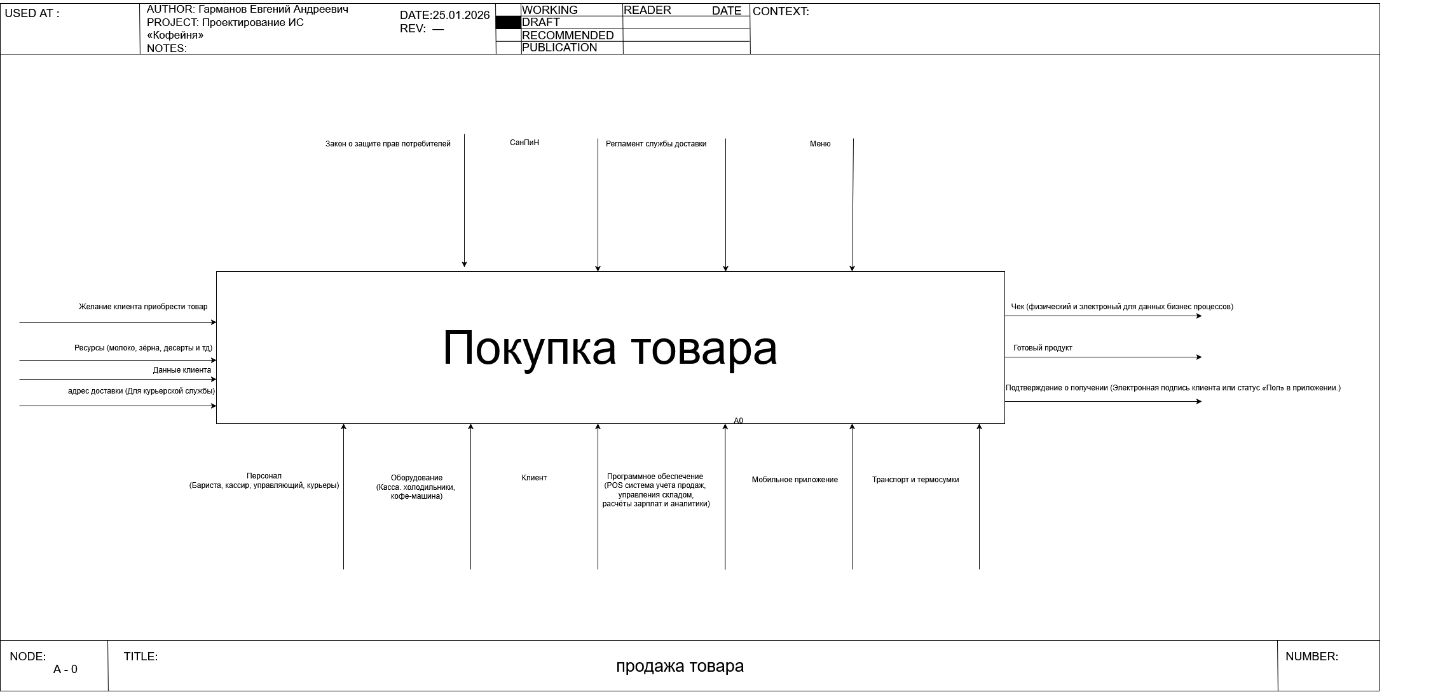 USED AT :
AUTHOR: Гарманов Евгений Андреевич
PROJECT: Проектирование ИС
«Кофейня»
NOTES:
DATE:25.01.2026
REV: —
WORKING
DRAFT
RECOMMENDED
PUBLICATION
READER DATE
CONTEXT:
Закон о защите прав потребителей
СанПиН
Регламент службы доставки
Меню
Желание клиента приобрести товар
Ресурсы (молоко, зёрна, десерты и тд)
Данные клиента
адрес доставки (Для курьерской службы)
Покупка товара
A0
Чек (физический и электроный для данных бизнес процессов)
Готовый продукт
Подтверждение о получении (Электронная подпись клиента или статус «Пол» в приложении.)
Персонал
(Бариста, кассир, управляющий, курьеры)
Оборудование
(Касса. холодильники,
кофе-машина)
Клиент
Программное обеспечение
(POS система учета продаж,
управления складом,
расчёты зарплат и аналитики)
Мобильное приложение
Транспорт и термосумки
NODE:
A - 0
TITLE:
продажа товара
NUMBER: